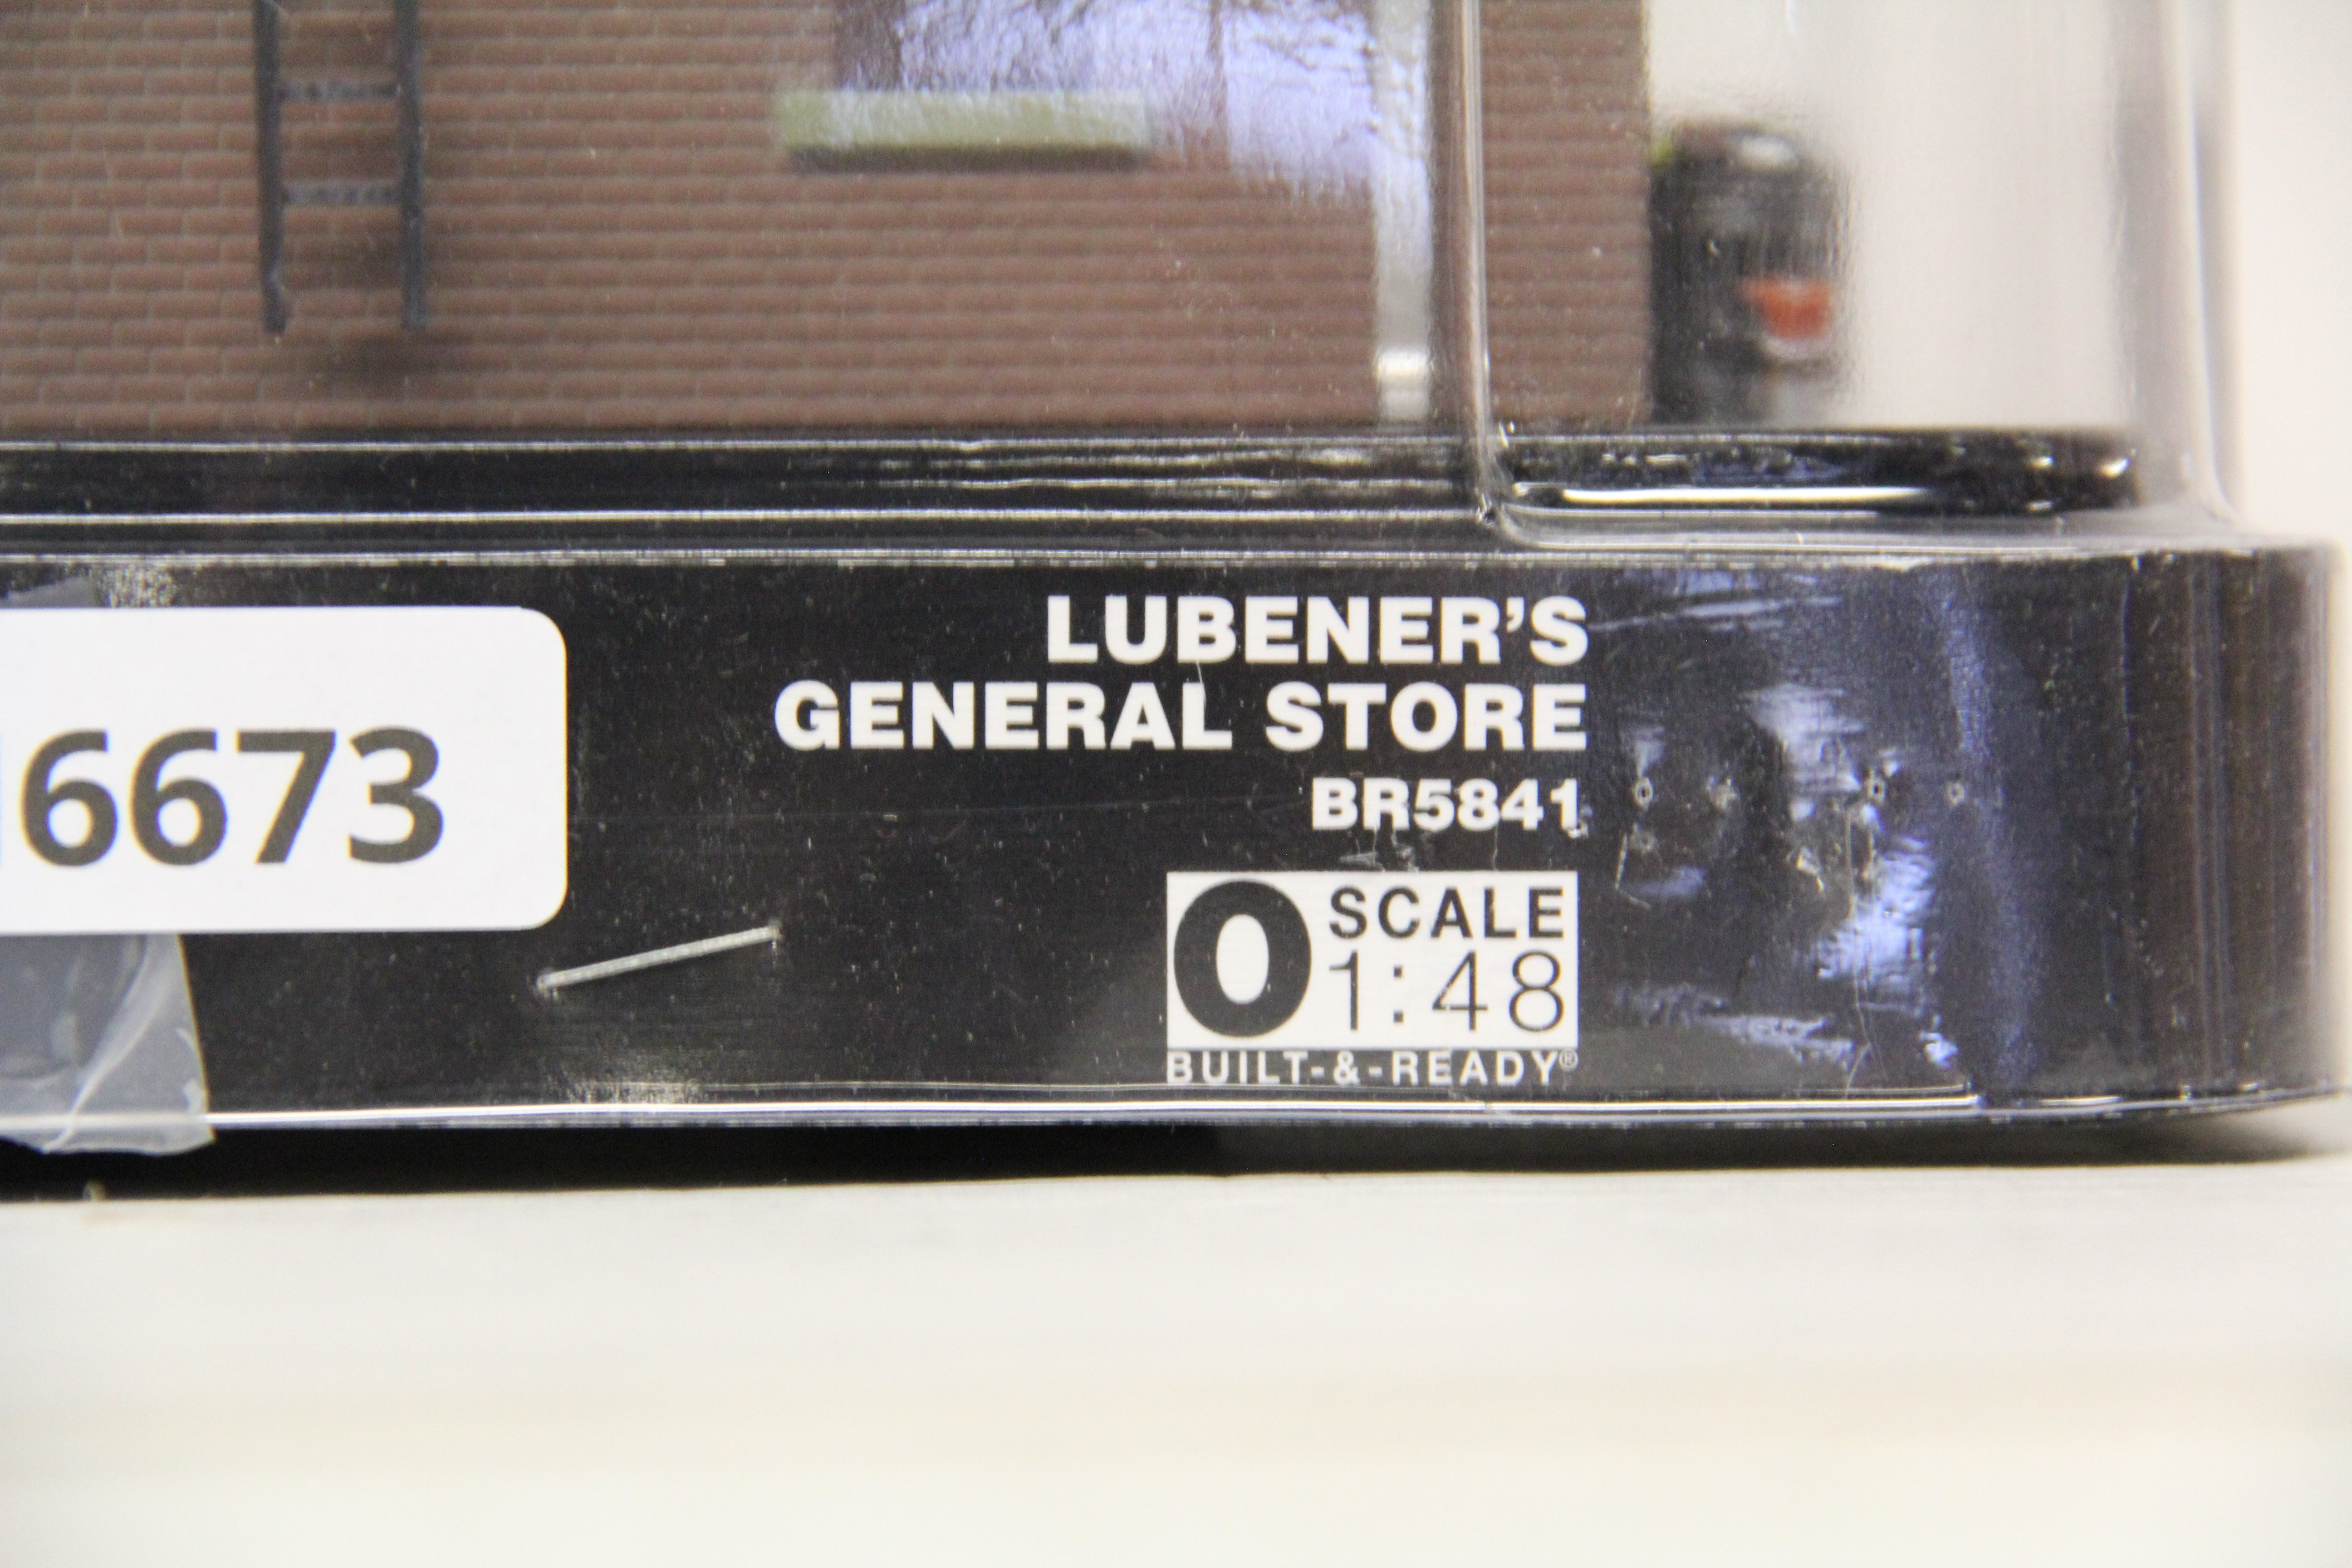 LUBENER'S
GENERAL STORE
BR5841
6673
O SCALE
1:48
BUILT-&-READY®